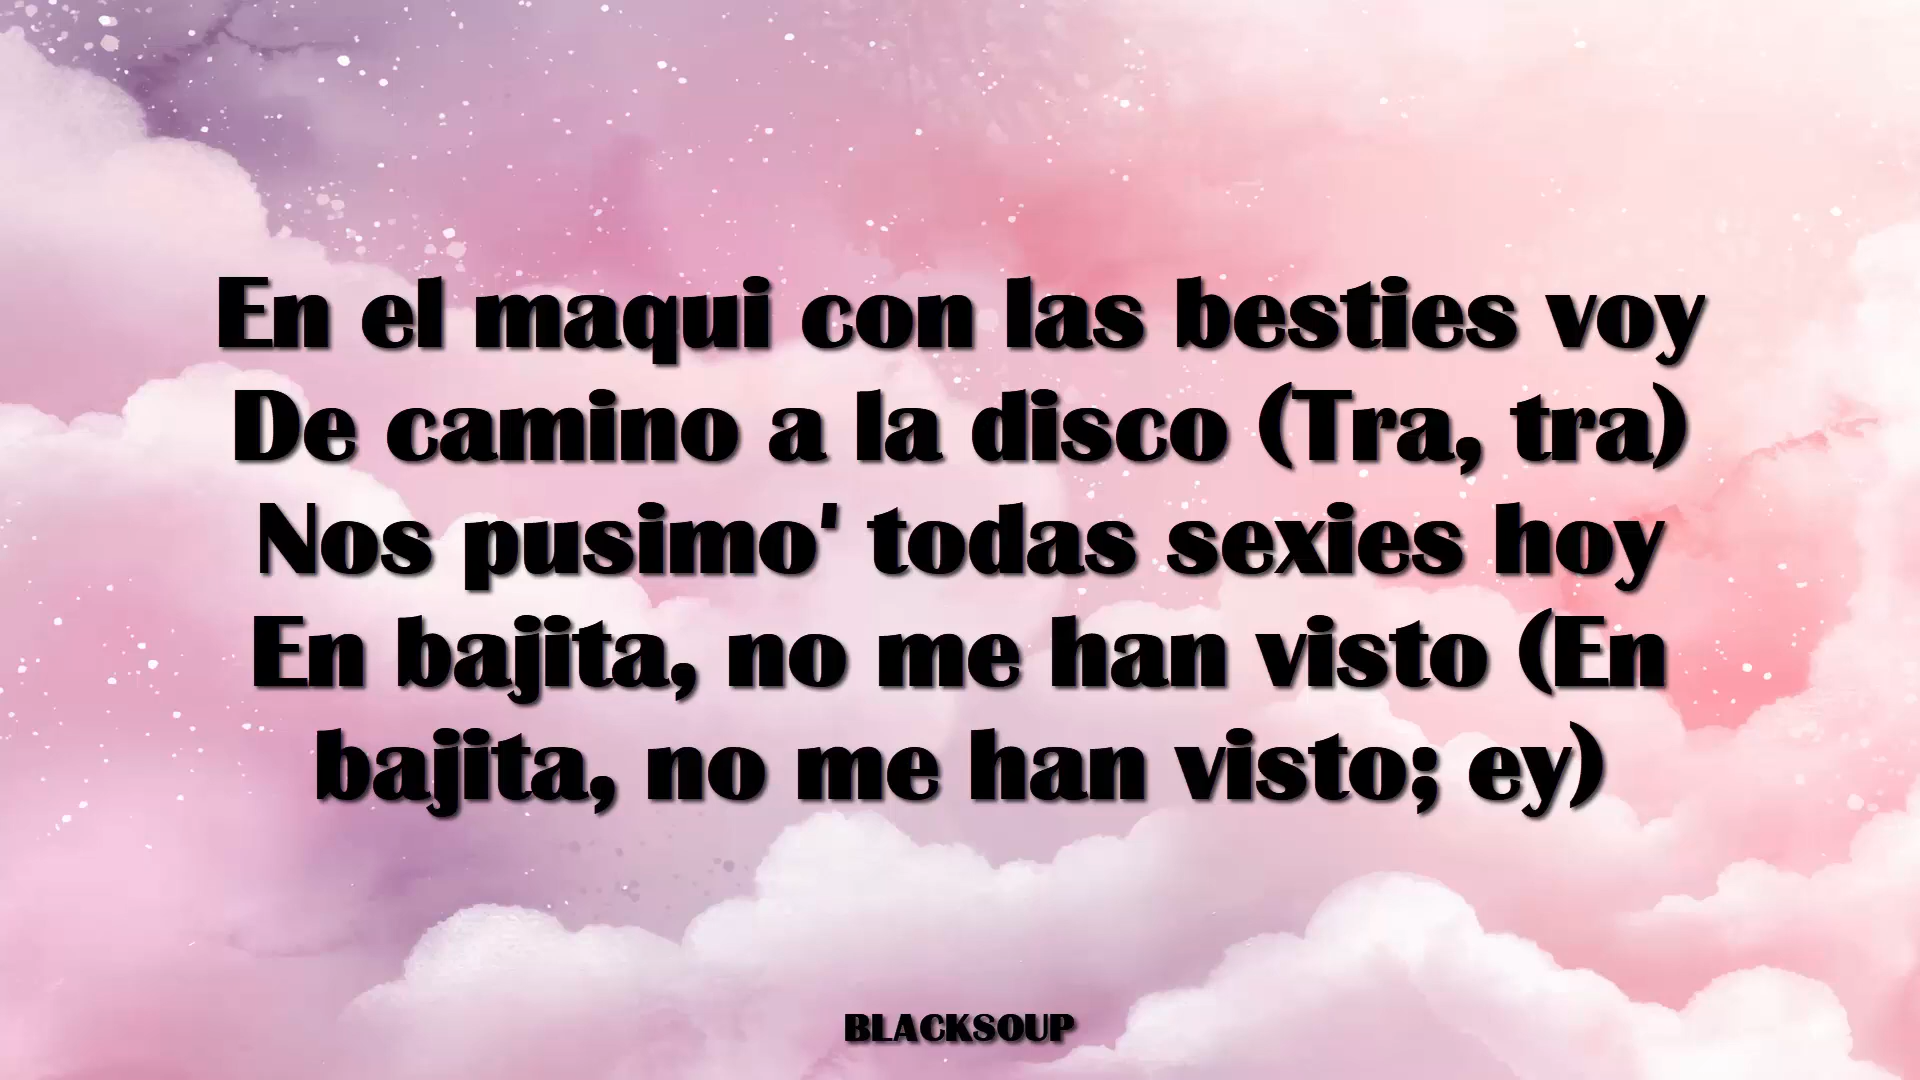 En el maqui con las besties voy
De camino a la disco (Tra, tra)
Nos pusimo' todas sexies hoy
En bajita, no me han visto (En
bajita, no me han visto; ey)
BLACKSOUP